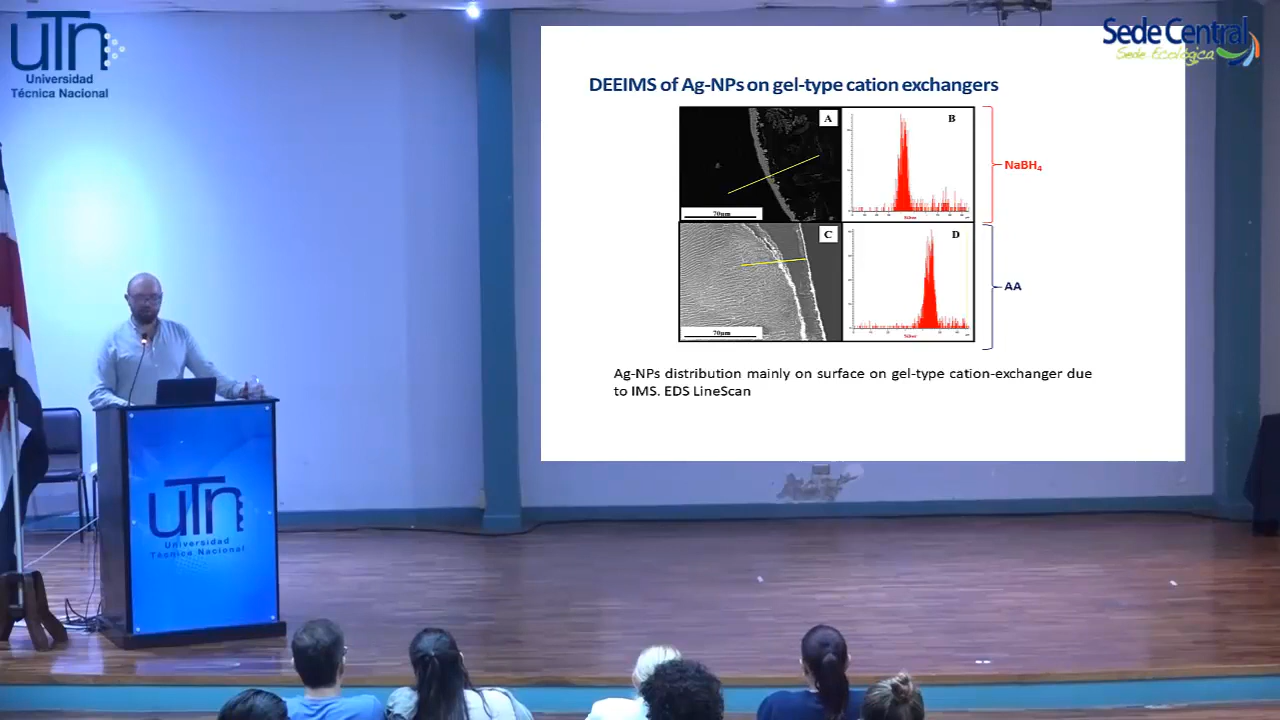 uTn
Universidad
Técnica Nacional
Sede Central
Sede Ecológica
DEEIMS of Ag-NPs on gel-type cation exchangers
A
B
70µm
Silver
NaBH₄
C
D
70µm
Silver
AA
Ag-NPs distribution mainly on surface on gel-type cation-exchanger due
to IMS. EDS LineScan
uTn
Universidad
Técnica Nacional